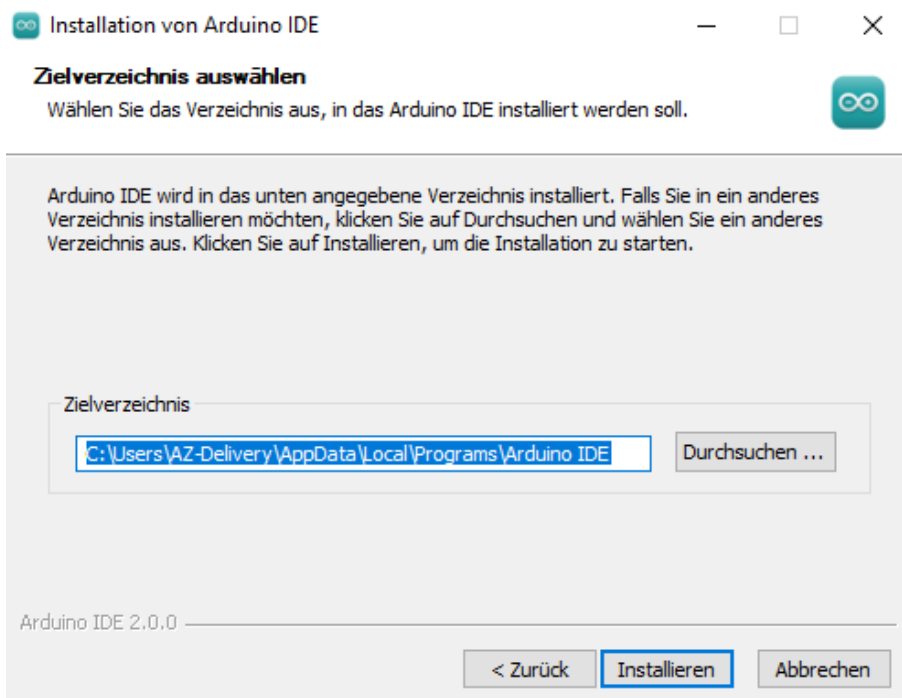 Installation von Arduino IDE
Zielverzeichnis auswählen
Wählen Sie das Verzeichnis aus, in das Arduino IDE installiert werden soll.
Arduino IDE wird in das unten angegebene Verzeichnis installiert. Falls Sie in ein anderes
Verzeichnis installieren möchten, klicken Sie auf Durchsuchen und wählen Sie ein anderes
Verzeichnis aus. Klicken Sie auf Installieren, um die Installation zu starten.
Zielverzeichnis
C:\Users\AZ-Delivery\AppData\Local\Programs\Arduino IDE
Durchsuchen ...
Arduino IDE 2.0.0
< Zurück
Installieren
Abbrechen